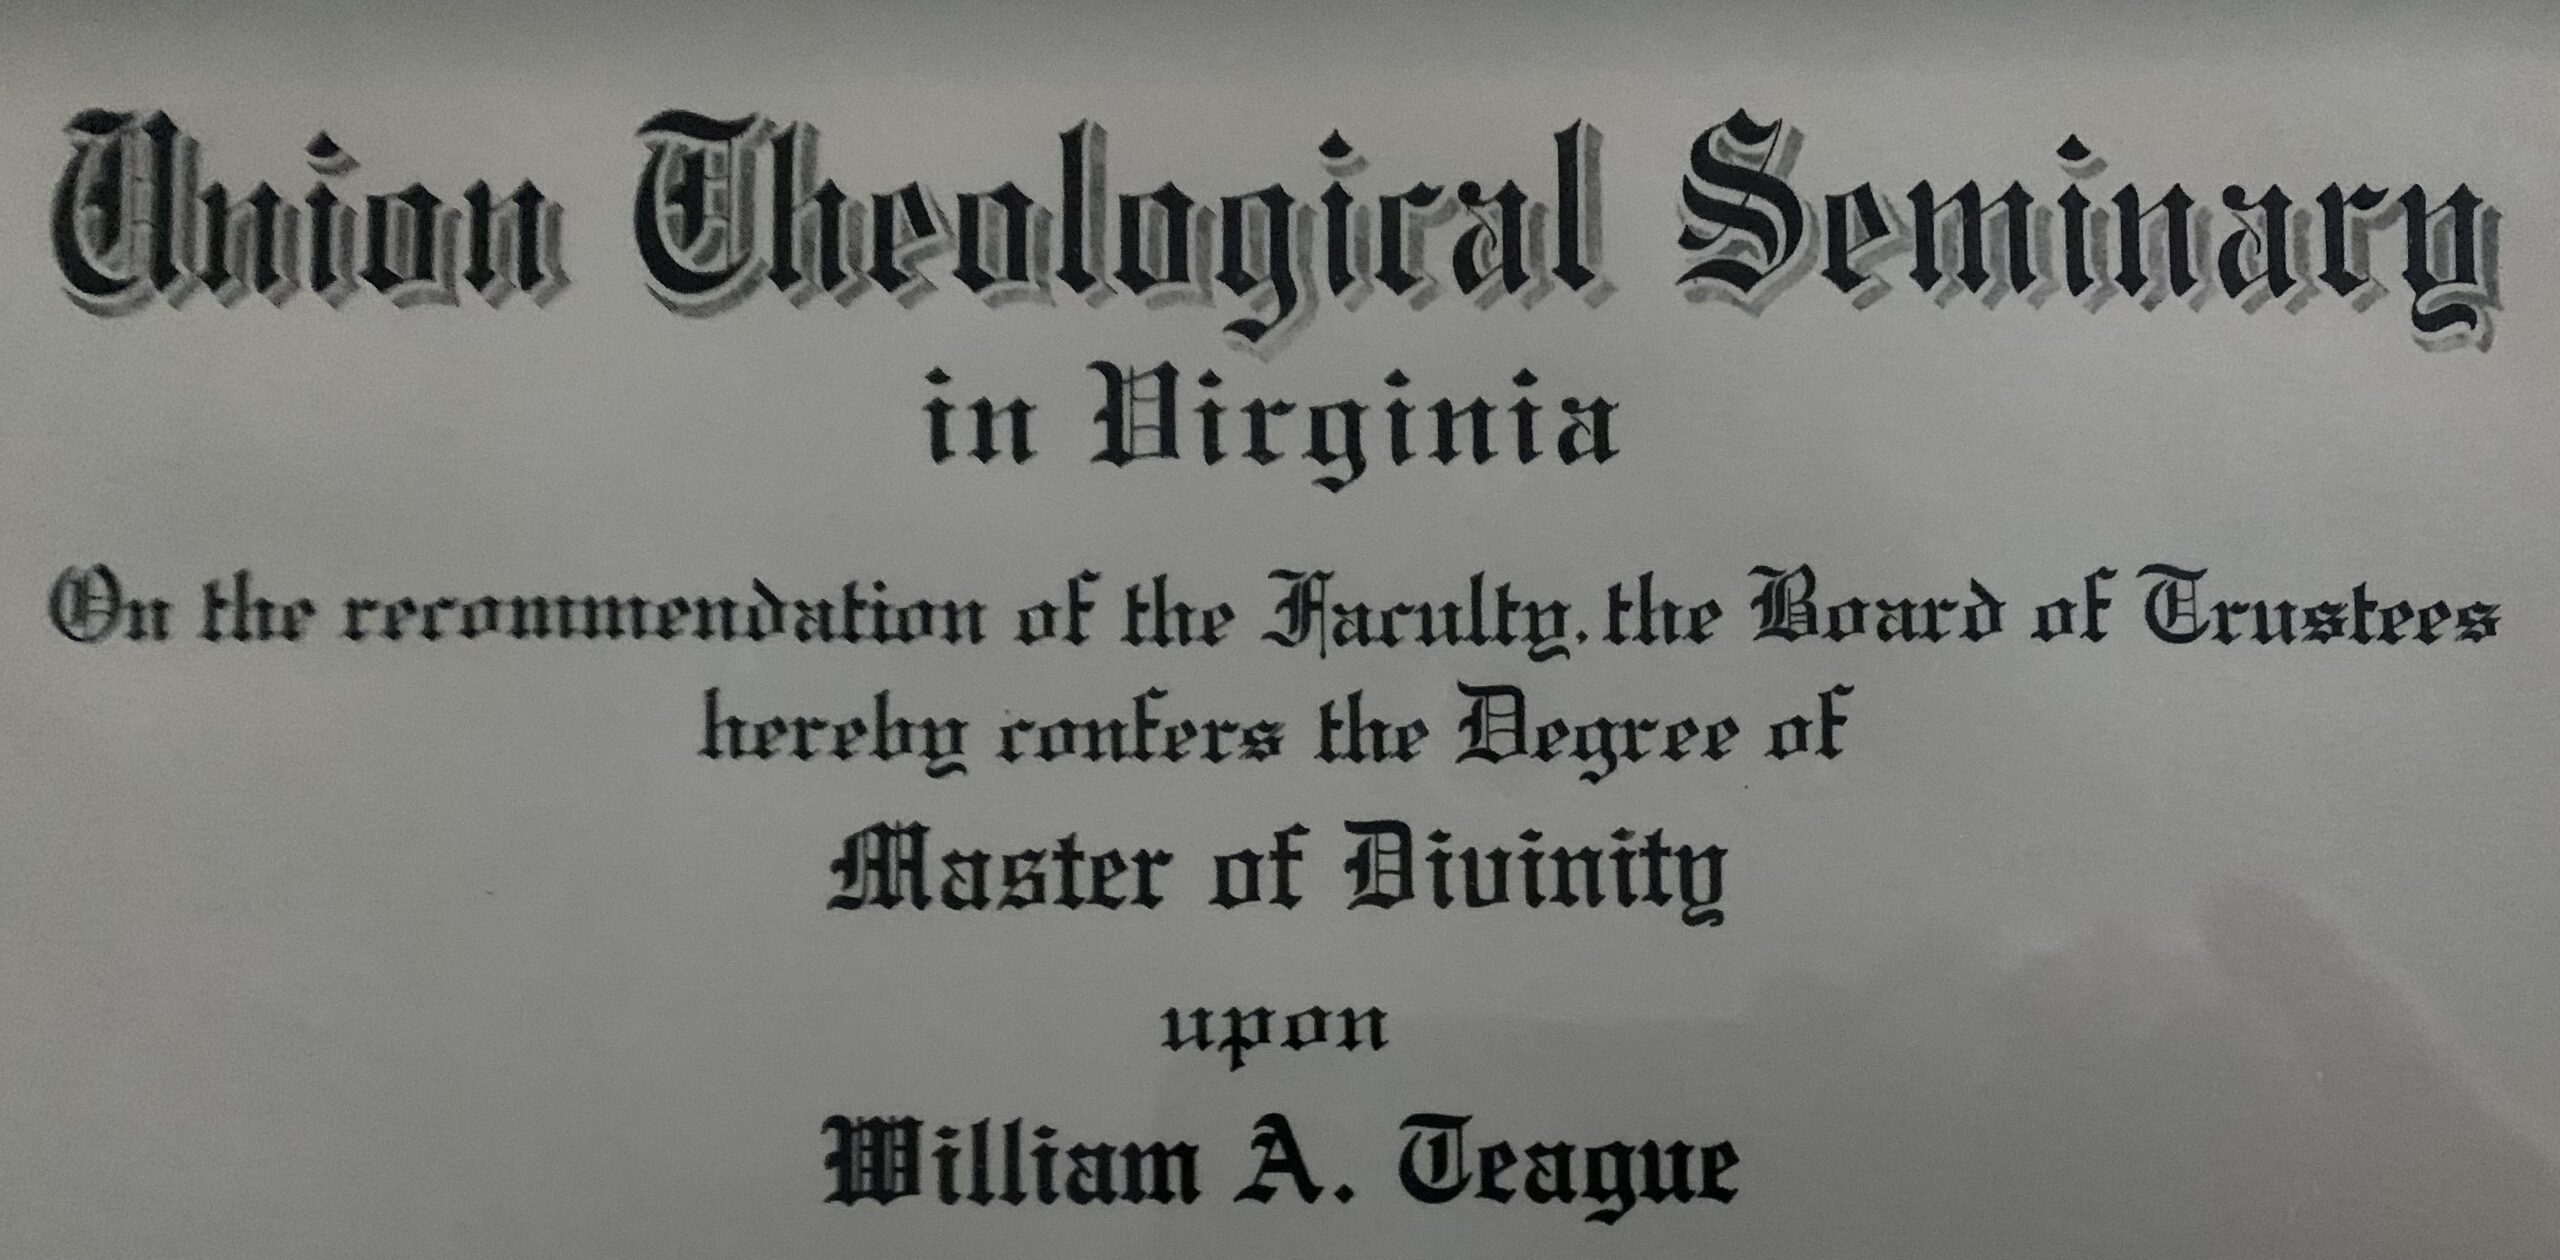 Union Theological Seminary
in Virginia
On the recommendation of the Faculty, the Board of Trustees
hereby confers the Degree of
Master of Divinity
upon
William A. Teague